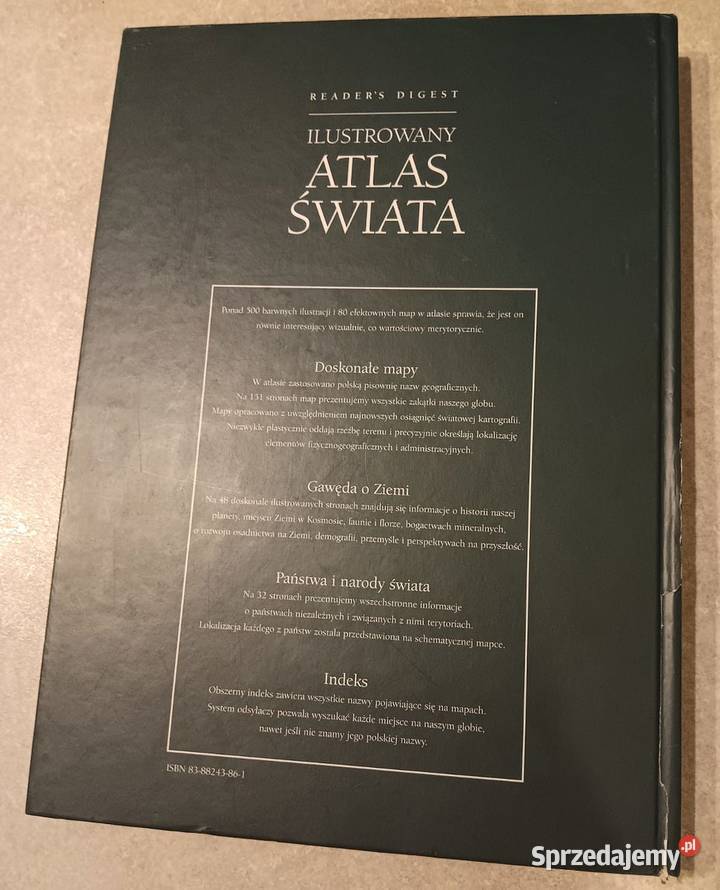 READER'S DIGEST
ILUSTROWANY
ATLAS
ŚWIATA
Ponad 500 barwnych ilustracji i 80 efektownych map w atlasie sprawia, że jest on
równie interesujący wizualnie, co wartościowy merytorycznie.
Doskonałe mapy
W atlasie zastosowano polską pisownię nazw geograficznych.
Na 131 stronach map prezentujemy wszystkie zakątki naszego globu.
Mapy opracowano z uwzględnieniem najnowszych osiągnięć światowej kartografii.
Niezwykle plastycznie oddają rzeźbę terenu i precyzyjnie określają lokalizację
elementów fizycznogeograficznych i administracyjnych.
Gawęda o Ziemi
Na 48 doskonale ilustrowanych stronach znajdują się informacje o historii naszej
planety, miejscu Ziemi w Kosmosie, faunie i florze, bogactwach mineralnych,
o rozwoju osadnictwa na Ziemi, demografii, przemyśle i perspektywach na przyszłość.
Państwa i narody świata
Na 32 stronach prezentujemy wszechstronne informacje
o państwach niezależnych i związanych z nimi terytoriach.
Lokalizacja każdego z państw została przedstawiona na schematycznej mapce.
Indeks
Obszerny indeks zawiera wszystkie nazwy pojawiające się na mapach.
System odsyłaczy pozwala wyszukać każde miejsce na naszym globie,
nawet jeśli nie znamy jego polskiej nazwy.
ISBN 83-88243-86-1
Sprzedajemy.pl